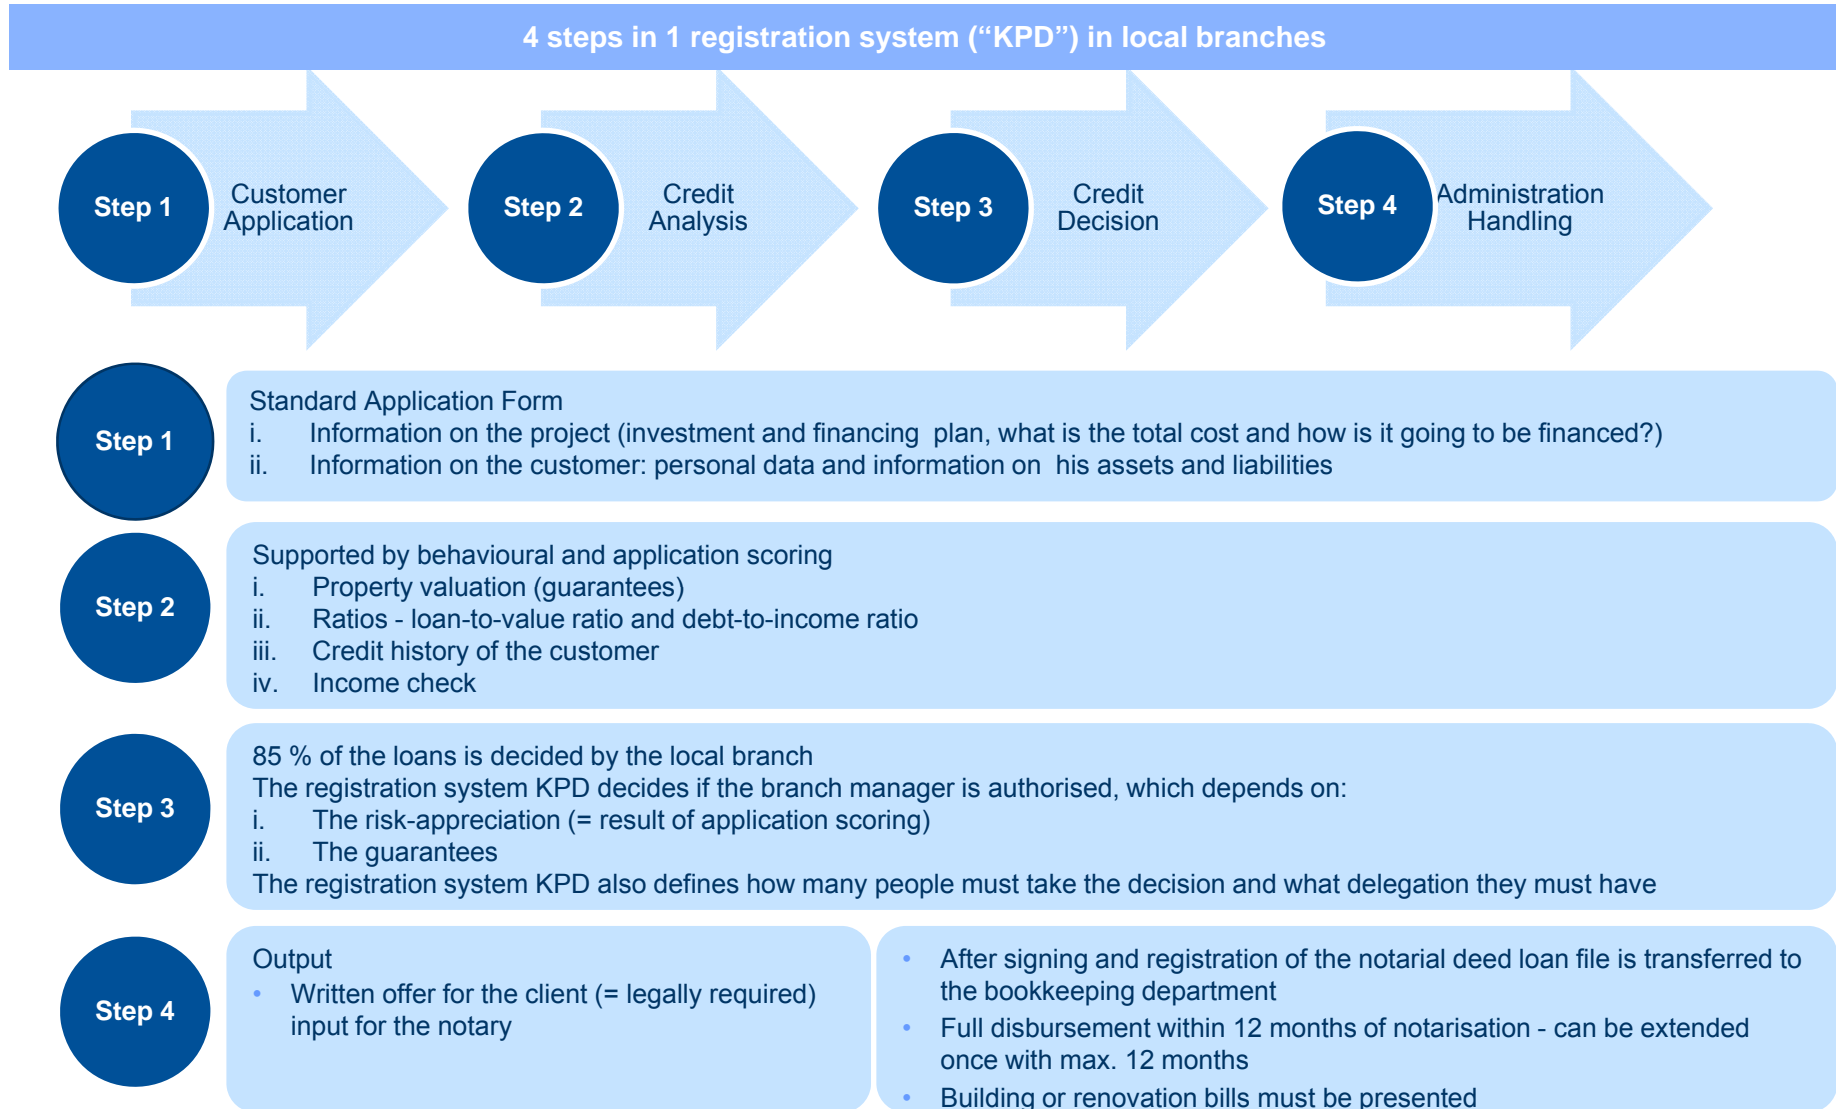 4 steps in 1 registration system (“KPD”) in local branches
Step 1
Customer
Application
Step 2
Credit
Analysis
Step 3
Credit
Decision
Step 4
Administration
Handling
Step 1
Standard Application Form
i. Information on the project (investment and financing plan, what is the total cost and how is it going to be financed?)
ii. Information on the customer: personal data and information on his assets and liabilities
Step 2
Supported by behavioural and application scoring
i. Property valuation (guarantees)
ii. Ratios - loan-to-value ratio and debt-to-income ratio
iii. Credit history of the customer
iv. Income check
Step 3
85 % of the loans is decided by the local branch
The registration system KPD decides if the branch manager is authorised, which depends on:
i. The risk-appreciation (= result of application scoring)
ii. The guarantees
The registration system KPD also defines how many people must take the decision and what delegation they must have
Step 4
Output
• Written offer for the client (= legally required)
input for the notary
• After signing and registration of the notarial deed loan file is transferred to
the bookkeeping department
• Full disbursement within 12 months of notarisation - can be extended
once with max. 12 months
• Building or renovation bills must be presented